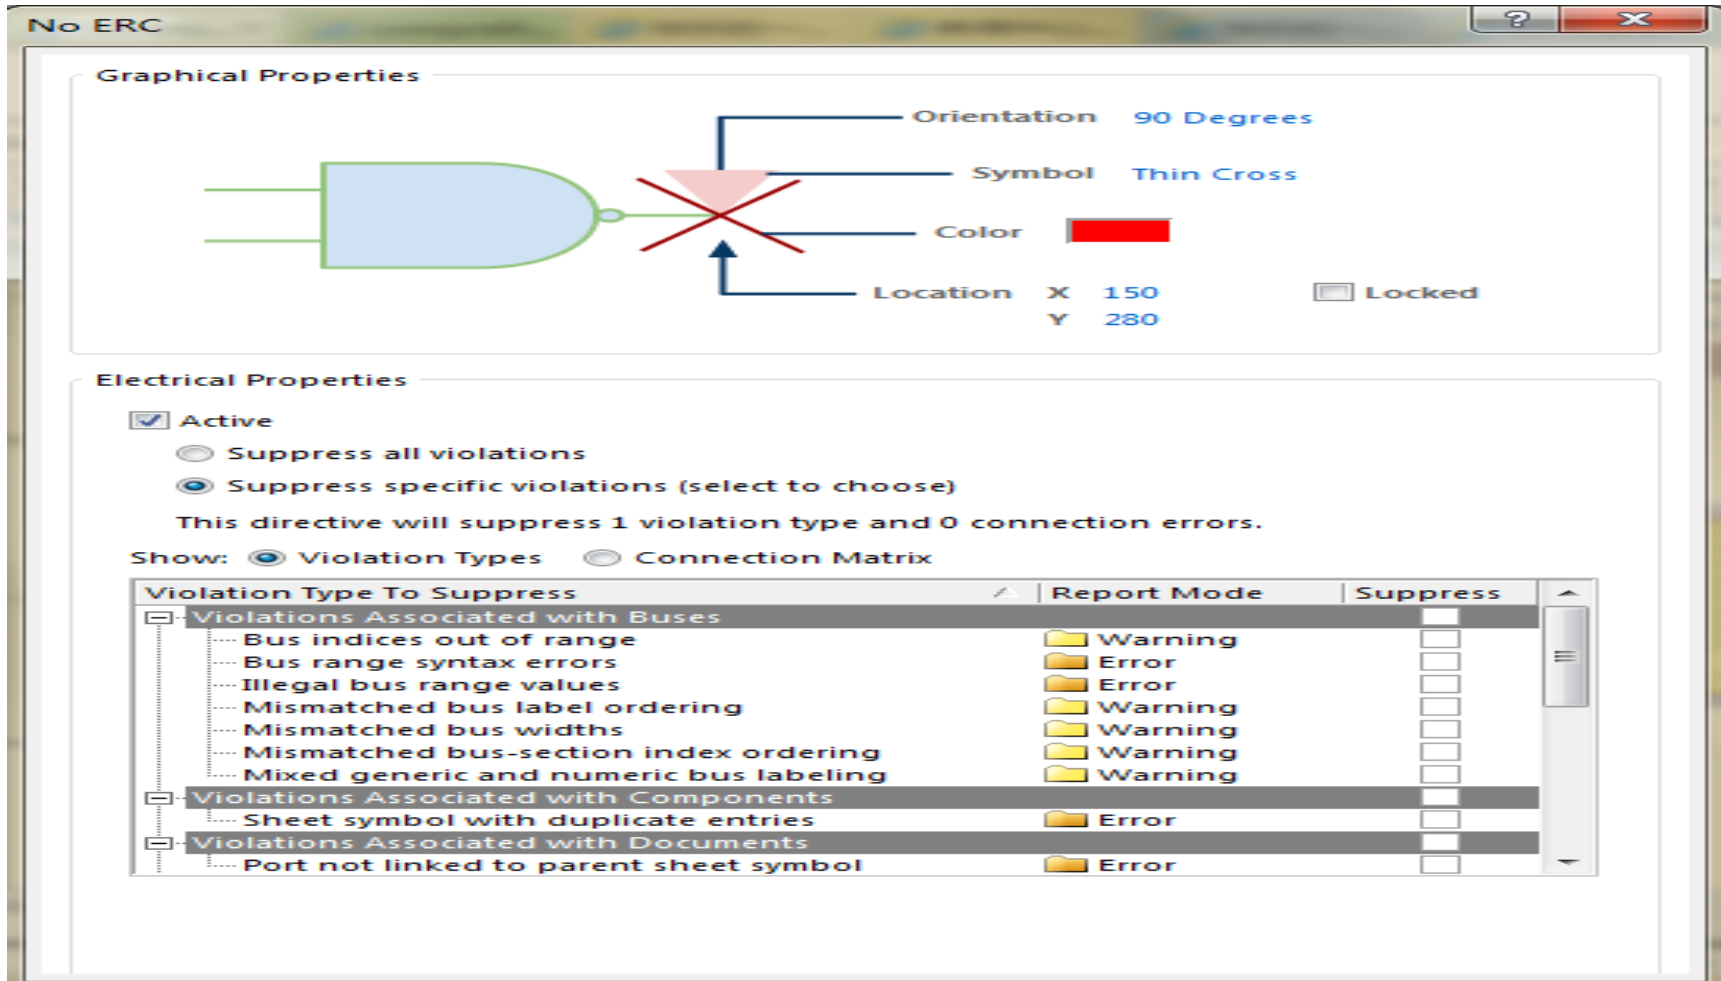 No ERC
Graphical Properties
Orientation 90 Degrees
Symbol Thin Cross
Color
Location X 150 Locked
Y 280
Electrical Properties
Active
Suppress all violations
Suppress specific violations (select to choose)
This directive will suppress 1 violation type and 0 connection errors.
Show: Violation Types Connection Matrix
Violation Type To Suppress Report Mode Suppress
Violations Associated with Buses
Bus indices out of range Warning
Bus range syntax errors Error
Illegal bus range values Error
Mismatched bus label ordering Warning
Mismatched bus widths Warning
Mismatched bus-section index ordering Warning
Mixed generic and numeric bus labeling Warning
Violations Associated with Components
Sheet symbol with duplicate entries Error
Violations Associated with Documents
Port not linked to parent sheet symbol Error